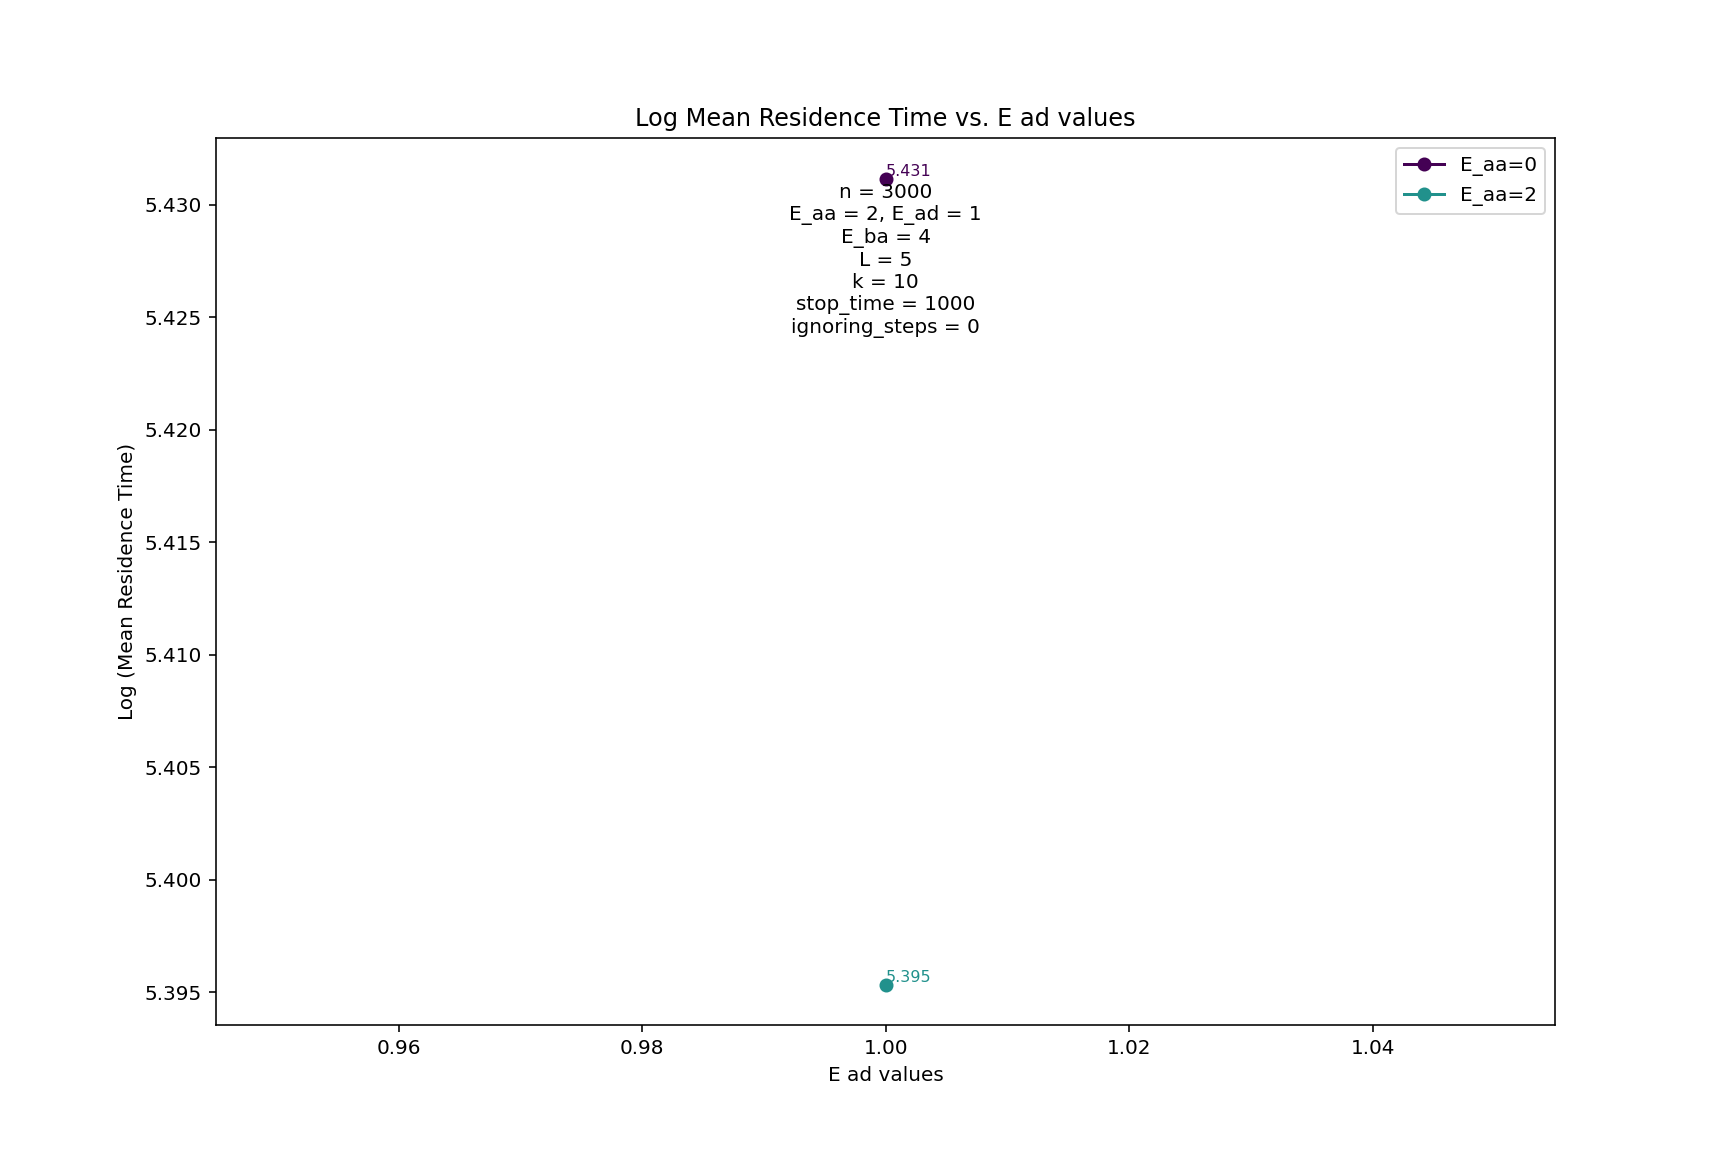 Log Mean Residence Time vs. E ad values
5.431
n = 3000
E_aa = 2, E_ad = 1
E_ba = 4
L = 5
k = 10
stop_time = 1000
ignoring_steps = 0
E_aa=0
E_aa=2
5.430
5.425
5.420
5.415
5.410
5.405
5.400
5.395
Log (Mean Residence Time)
5.395
0.96
0.98
1.00
1.02
1.04
E ad values